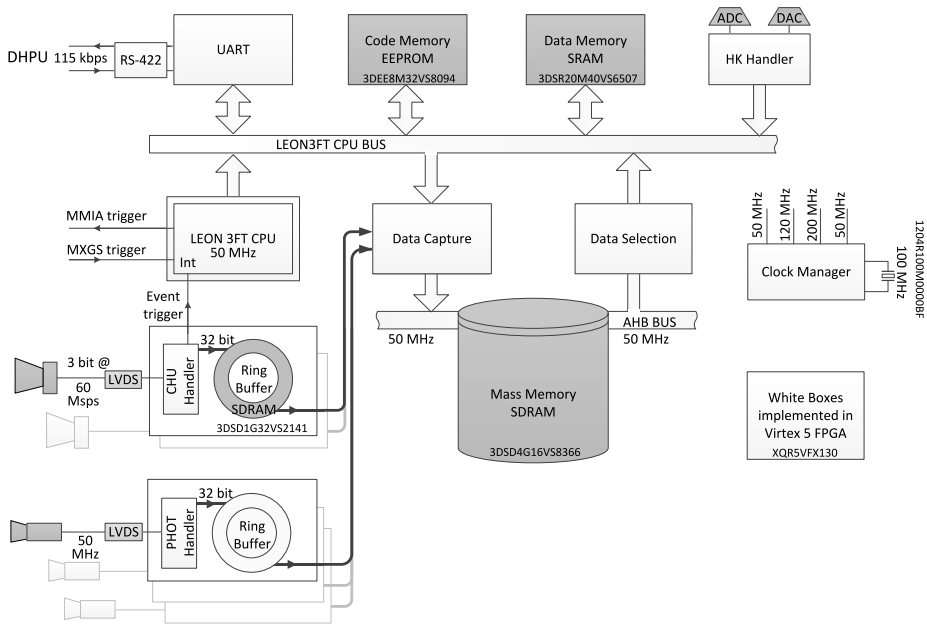 DHPU
115 kbps
RS-422
UART
Code Memory
EEPROM
3DEE8M32VS8094
Data Memory
SRAM
3DSR20M40VS6507
ADC
DAC
HK Handler
LEON3FT CPU BUS
MMIA trigger
MXGS trigger
LEON 3FT CPU
50 MHz
Int
Data Capture
Data Selection
50 MHz
120 MHz
200 MHz
50 MHz
Clock Manager
100 MHz
1204R100M0000BF
Event
trigger
50 MHz
AHB BUS
50 MHz
3 bit @
60
Msps
LVDS
CHU
Handler
32 bit
Ring
Buffer
SDRAM
3DSD1G32VS2141
Mass Memory
SDRAM
3DSD4G16VS8366
White Boxes
implemented in
Virtex 5 FPGA
XQR5VFX130
50
MHz
LVDS
PHOT
Handler
32 bit
Ring
Buffer